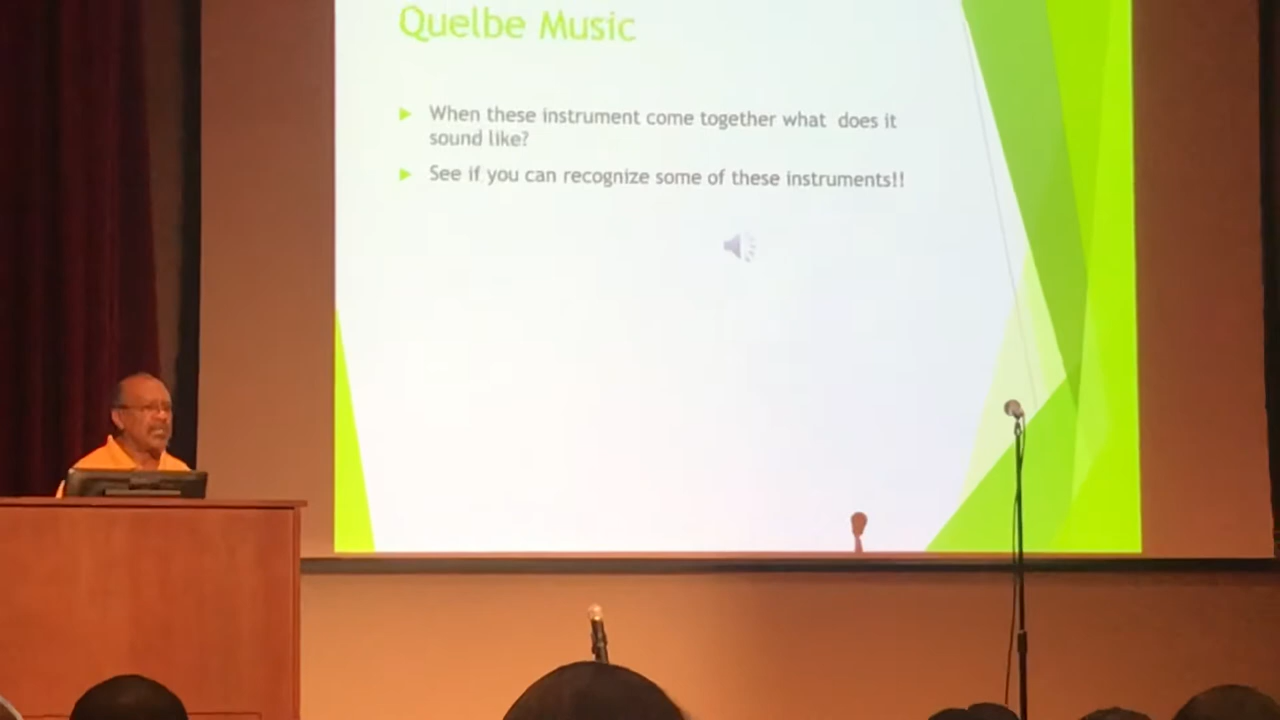 Quelbe Music
When these instrument come together what does it
sound like?
See if you can recognize some of these instruments!!